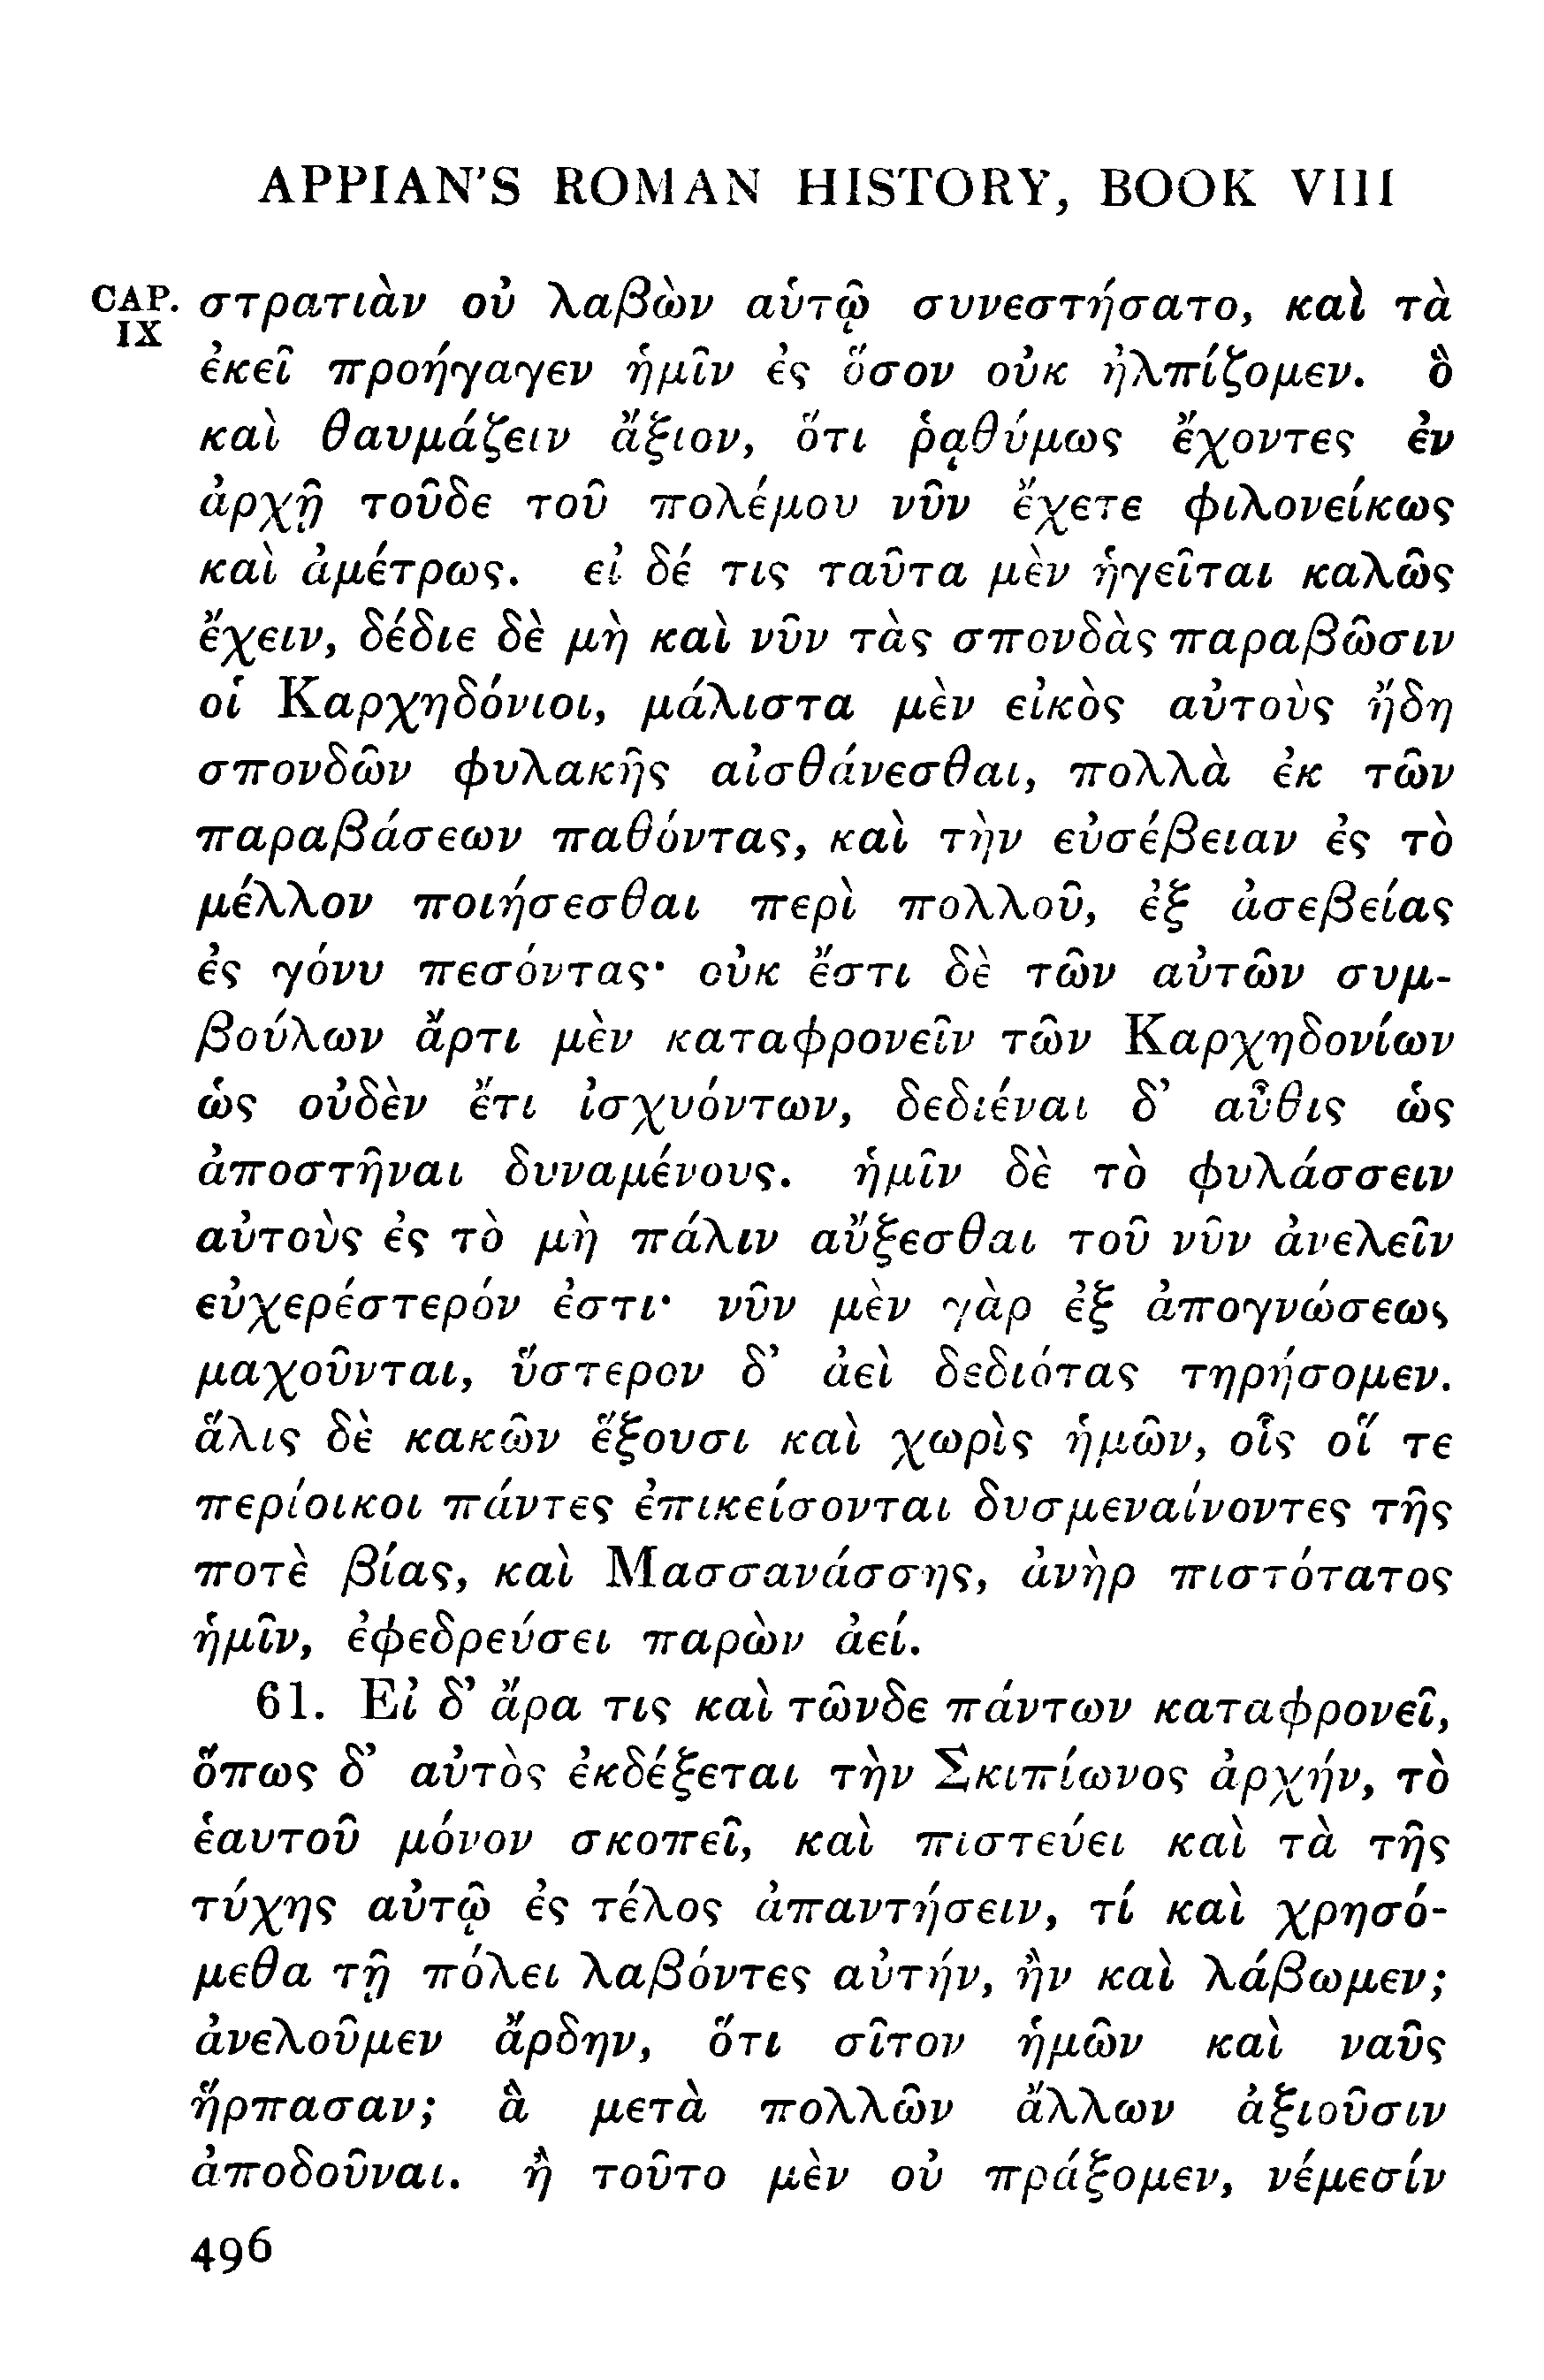 APPIAN'S ROMAN HISTORY, BOOK VIII
CAP. IX στρατιὰν οὐ λαβὼν αὑτῷ συνεστήσατο, καὶ τὰ
ἐκεῖ προήγαγεν ἡμῖν ἐς ὅσον οὐκ ἠλπίζομεν. ὃ
καὶ θαυμάζειν ἄξιον, ὅτι ῥᾳθύμως ἔχοντες ἐν
ἀρχῇ τοῦδε τοῦ πολέμου νῦν ἔχετε φιλονείκως
καὶ ἀμέτρως. εἰ δέ τις ταῦτα μὲν ἡγεῖται καλῶς
ἔχειν, δέδιε δὲ μὴ καὶ νῦν τὰς σπονδὰς παραβῶσιν
οἱ Καρχηδόνιοι, μάλιστα μὲν εἰκὸς αὐτοὺς ἤδη
σπονδῶν φυλακῆς αἰσθάνεσθαι, πολλὰ ἐκ τῶν
παραβάσεων παθόντας, καὶ τὴν εὐσέβειαν ἐς τὸ
μέλλον ποιήσεσθαι περὶ πολλοῦ, ἐξ ἀσεβείας
ἐς γόνυ πεσόντας· οὐκ ἔστι δὲ τῶν αὐτῶν συμ-
βούλων ἄρτι μὲν καταφρονεῖν τῶν Καρχηδονίων
ὡς οὐδὲν ἔτι ἰσχυόντων, δεδιέναι δ' αὖθις ὡς
ἀποστῆναι δυναμένους. ἡμῖν δὲ τὸ φυλάσσειν
αὐτοὺς ἐς τὸ μὴ πάλιν αὔξεσθαι τοῦ νῦν ἀνελεῖν
εὐχερέστερόν ἐστι· νῦν μὲν γὰρ ἐξ ἀπογνώσεως
μαχοῦνται, ὕστερον δ' ἀεὶ δεδιότας τηρήσομεν.
ἅλις δὲ κακῶν ἕξουσι καὶ χωρὶς ἡμῶν, οἷς οἵ τε
περίοικοι πάντες ἐπικείσονται δυσμεναίνοντες τῆς
ποτὲ βίας, καὶ Μασσανάσσης, ἀνὴρ πιστότατος
ἡμῖν, ἐφεδρεύσει παρὼν ἀεί.
61. Εἰ δ' ἄρα τις καὶ τῶνδε πάντων καταφρονεῖ,
ὅπως δ' αὐτὸς ἐκδέξεται τὴν Σκιπίωνος ἀρχήν, τὸ
ἑαυτοῦ μόνον σκοπεῖ, καὶ πιστεύει καὶ τὰ τῆς
τύχης αὐτῷ ἐς τέλος ἀπαντήσειν, τί καὶ χρησό-
μεθα τῇ πόλει λαβόντες αὐτήν, ἢν καὶ λάβωμεν;
ἀνελοῦμεν ἄρδην, ὅτι σῖτον ἡμῶν καὶ ναῦς
ἥρπασαν; ἃ μετὰ πολλῶν ἄλλων ἀξιοῦσιν
ἀποδοῦναι. ἢ τοῦτο μὲν οὐ πράξομεν, νέμεσίν
496